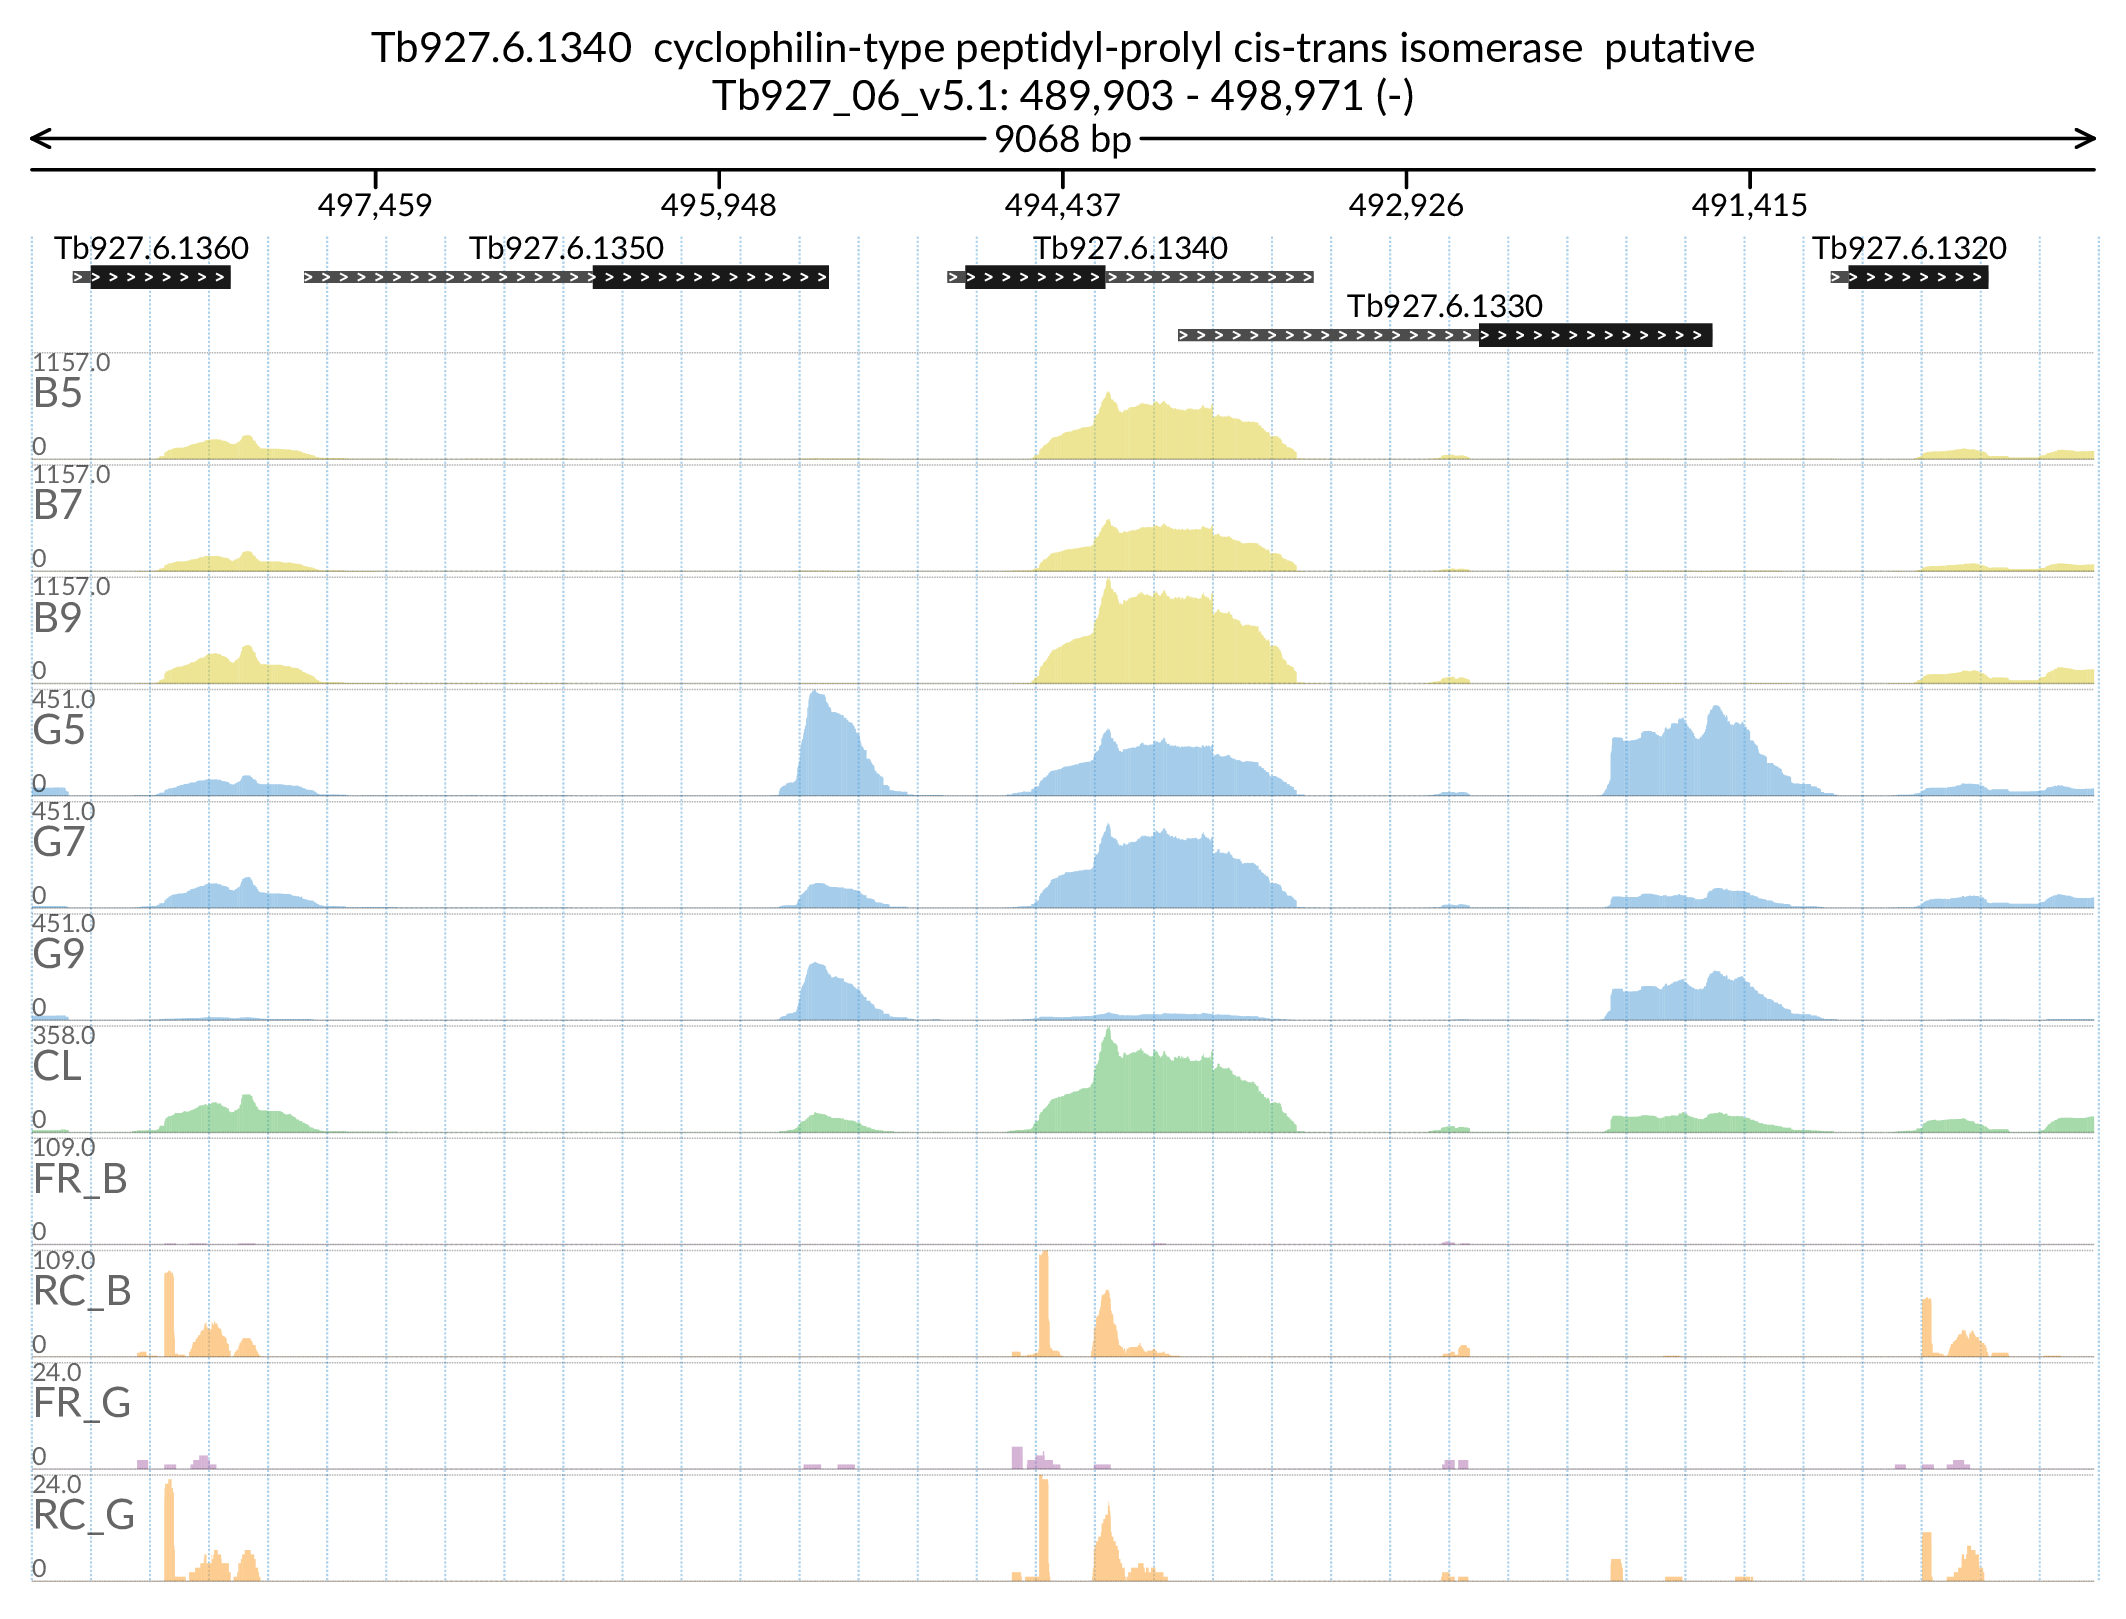 Tb927.6.1340  cyclophilin-type peptidyl-prolyl cis-trans isomerase  putative
Tb927_06_v5.1: 489,903 - 498,971 (-)
9068 bp
497,459 495,948 494,437 492,926 491,415
Tb927.6.1360 Tb927.6.1350 Tb927.6.1340 Tb927.6.1320
Tb927.6.1330
1157.0
B5
0
1157.0
B7
0
1157.0
B9
0
451.0
G5
0
451.0
G7
0
451.0
G9
0
358.0
CL
0
109.0
FR_B
0
109.0
RC_B
0
24.0
FR_G
0
24.0
RC_G
0